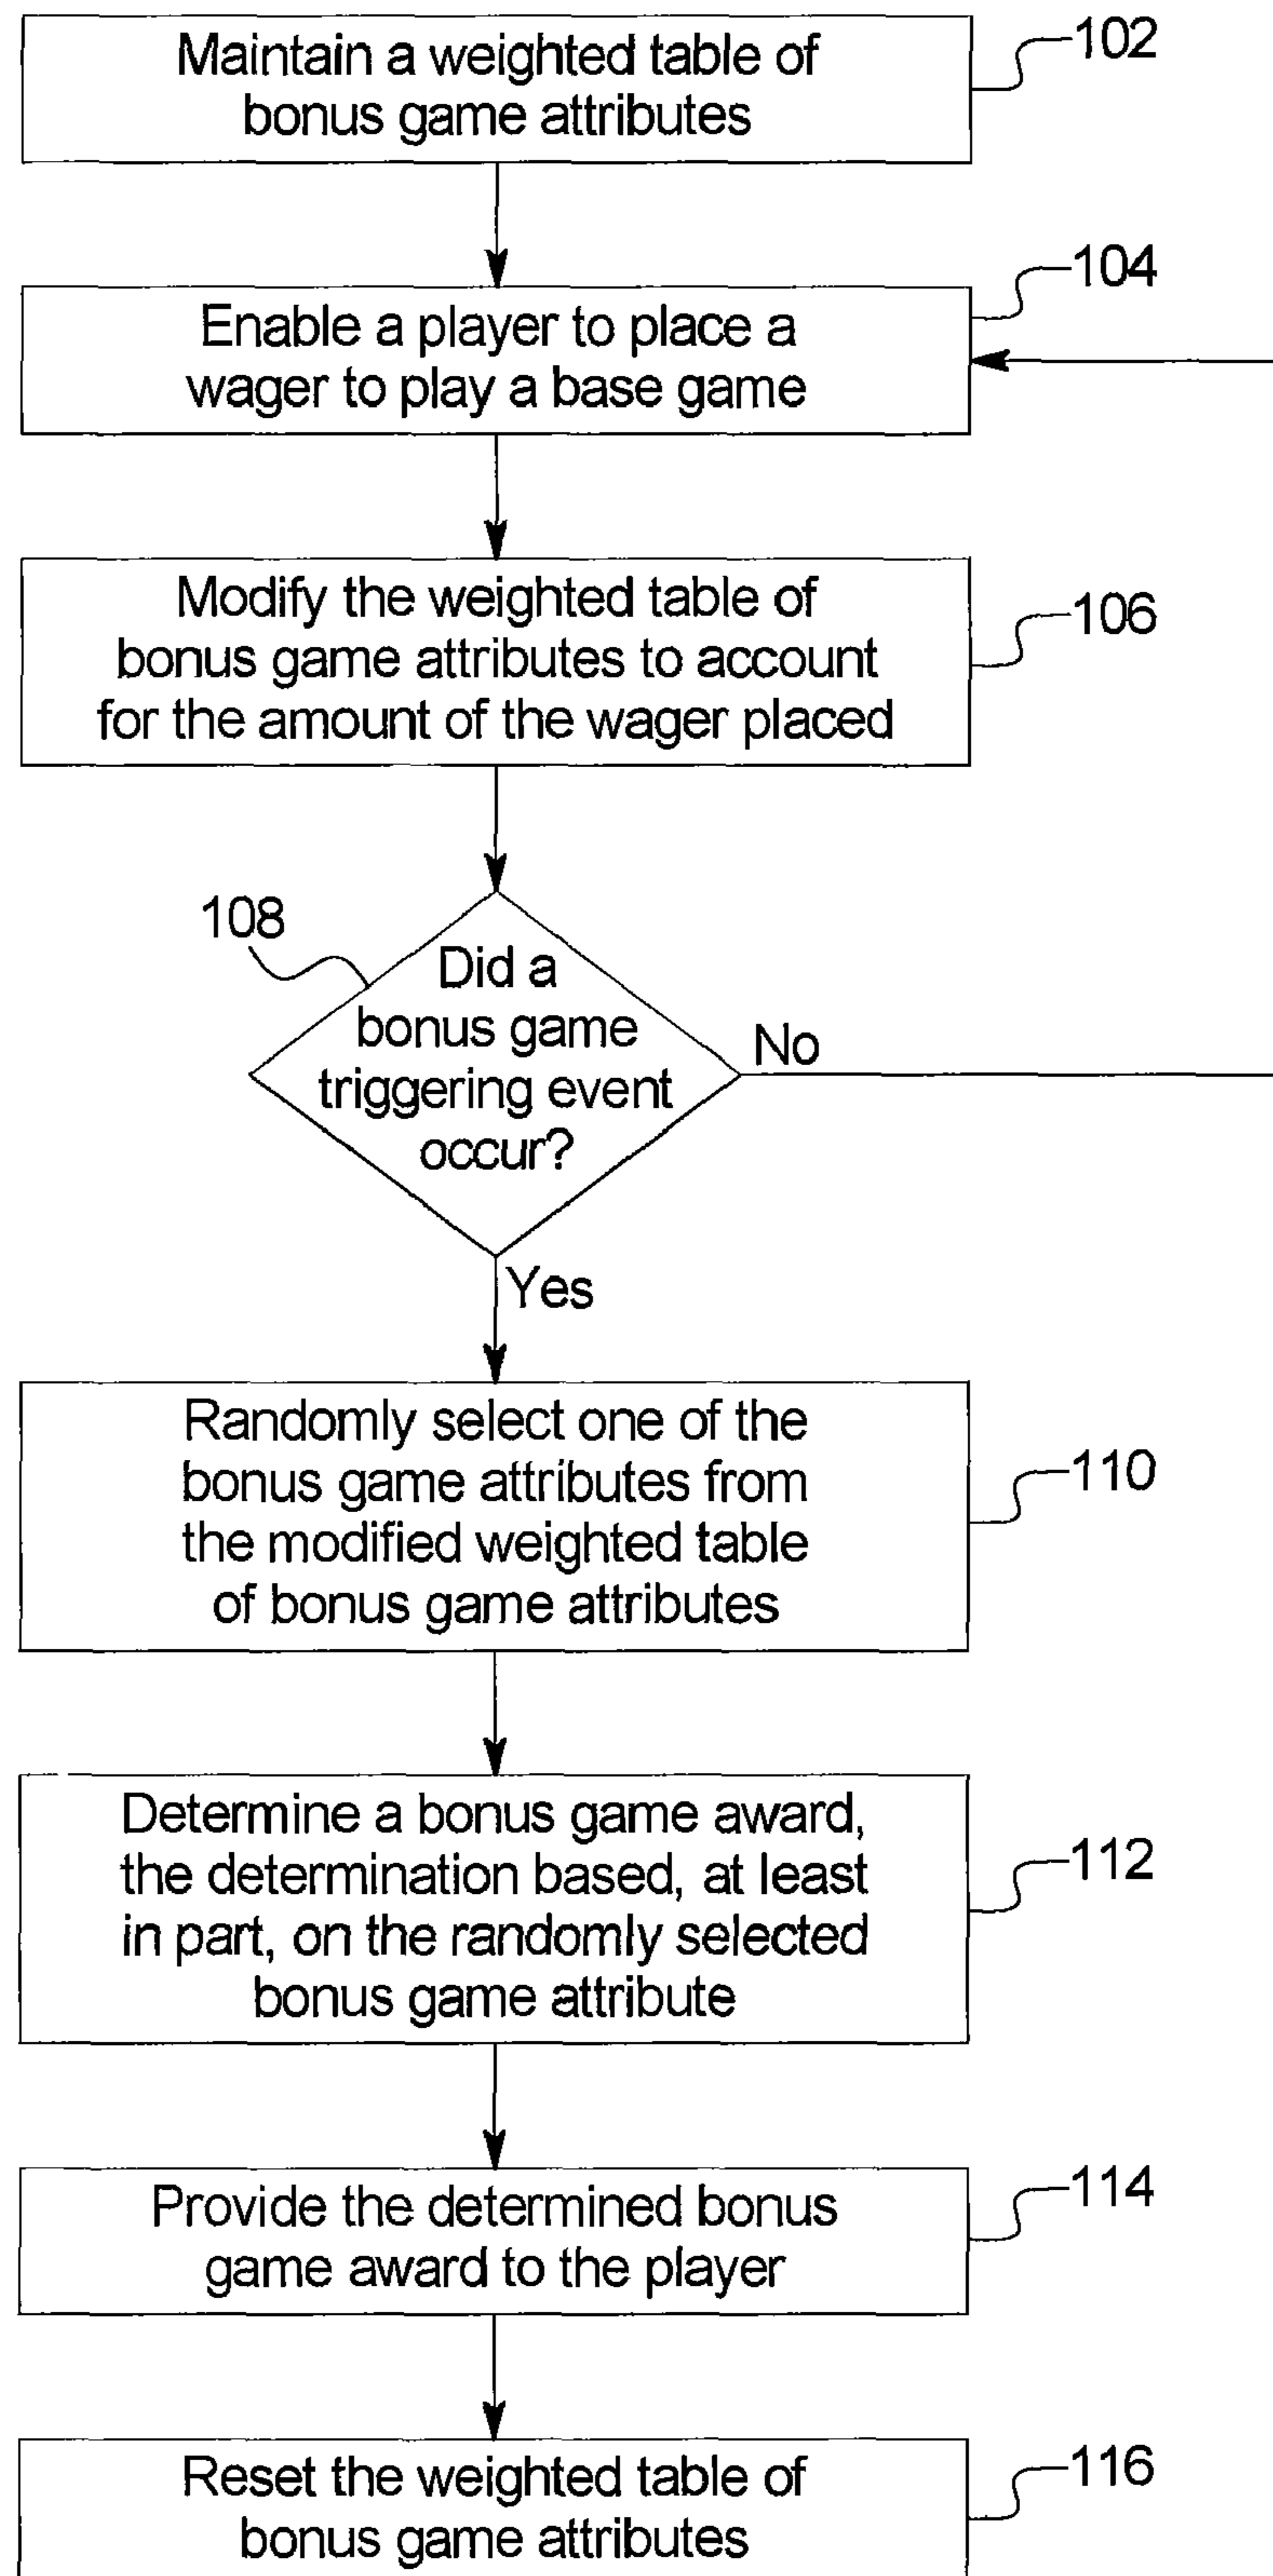 Maintain a weighted table of
bonus game attributes
102
Enable a player to place a
wager to play a base game
104
Modify the weighted table of
bonus game attributes to account
for the amount of the wager placed
106
108
Did a
bonus game
triggering event
occur?
No
Yes
Randomly select one of the
bonus game attributes from
the modified weighted table
of bonus game attributes
110
Determine a bonus game award,
the determination based, at least
in part, on the randomly selected
bonus game attribute
112
Provide the determined bonus
game award to the player
114
Reset the weighted table of
bonus game attributes
116